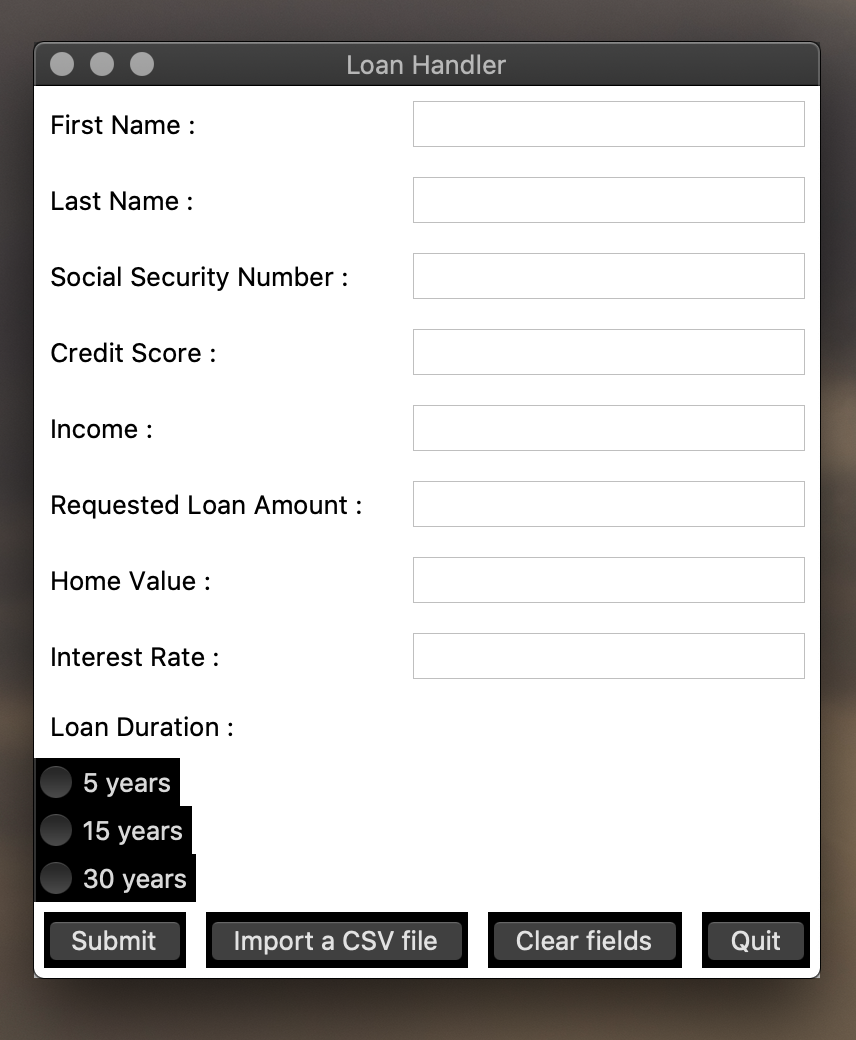 Loan Handler
First Name :
Last Name :
Social Security Number :
Credit Score :
Income :
Requested Loan Amount :
Home Value :
Interest Rate :
Loan Duration :
5 years
15 years
30 years
Submit Import a CSV file Clear fields Quit